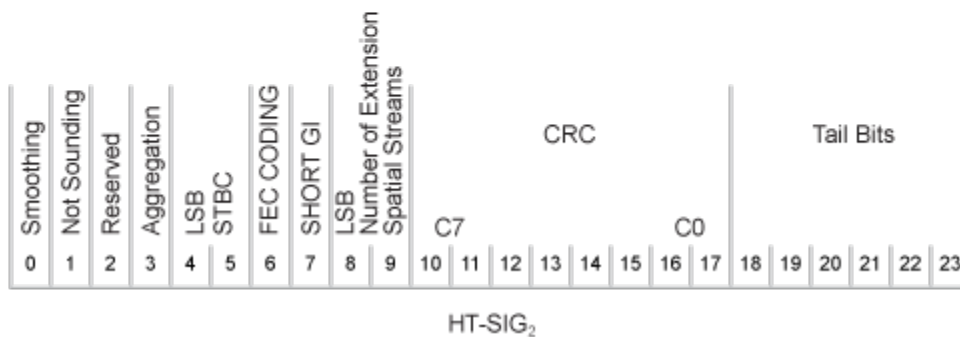 Smoothing
Not Sounding
Reserved
Aggregation
LSB
STBC
FEC CODING
SHORT GI
LSB
Number of Extension
Spatial Streams
CRC
C7 C0
Tail Bits
0 1 2 3 4 5 6 7 8 9 10 11 12 13 14 15 16 17 18 19 20 21 22 23
HT-SIG₂